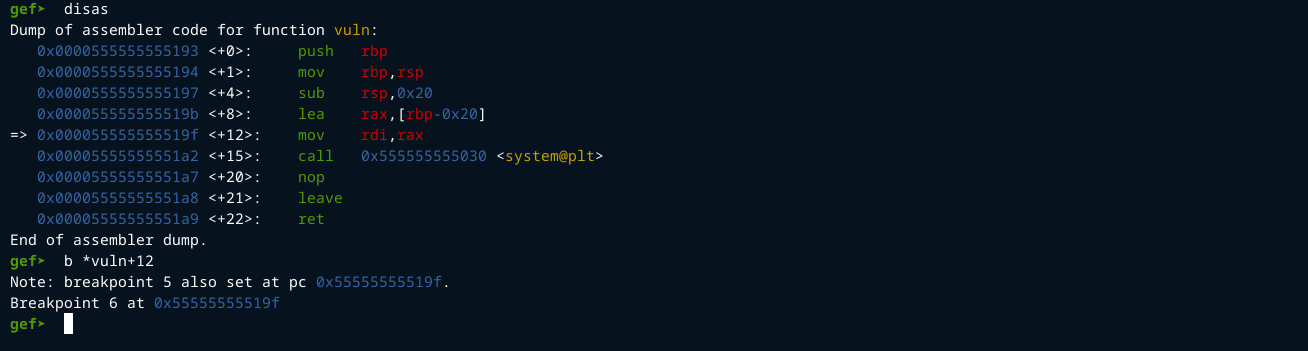 gef➤  disas
Dump of assembler code for function vuln:
   0x0000555555555193 <+0>:     push   rbp
   0x0000555555555194 <+1>:     mov    rbp,rsp
   0x0000555555555197 <+4>:     sub    rsp,0x20
   0x000055555555519b <+8>:     lea    rax,[rbp-0x20]
=> 0x000055555555519f <+12>:    mov    rdi,rax
   0x00005555555551a2 <+15>:    call   0x555555555030 <system@plt>
   0x00005555555551a7 <+20>:    nop
   0x00005555555551a8 <+21>:    leave
   0x00005555555551a9 <+22>:    ret
End of assembler dump.
gef➤  b *vuln+12
Note: breakpoint 5 also set at pc 0x55555555519f.
Breakpoint 6 at 0x55555555519f
gef➤